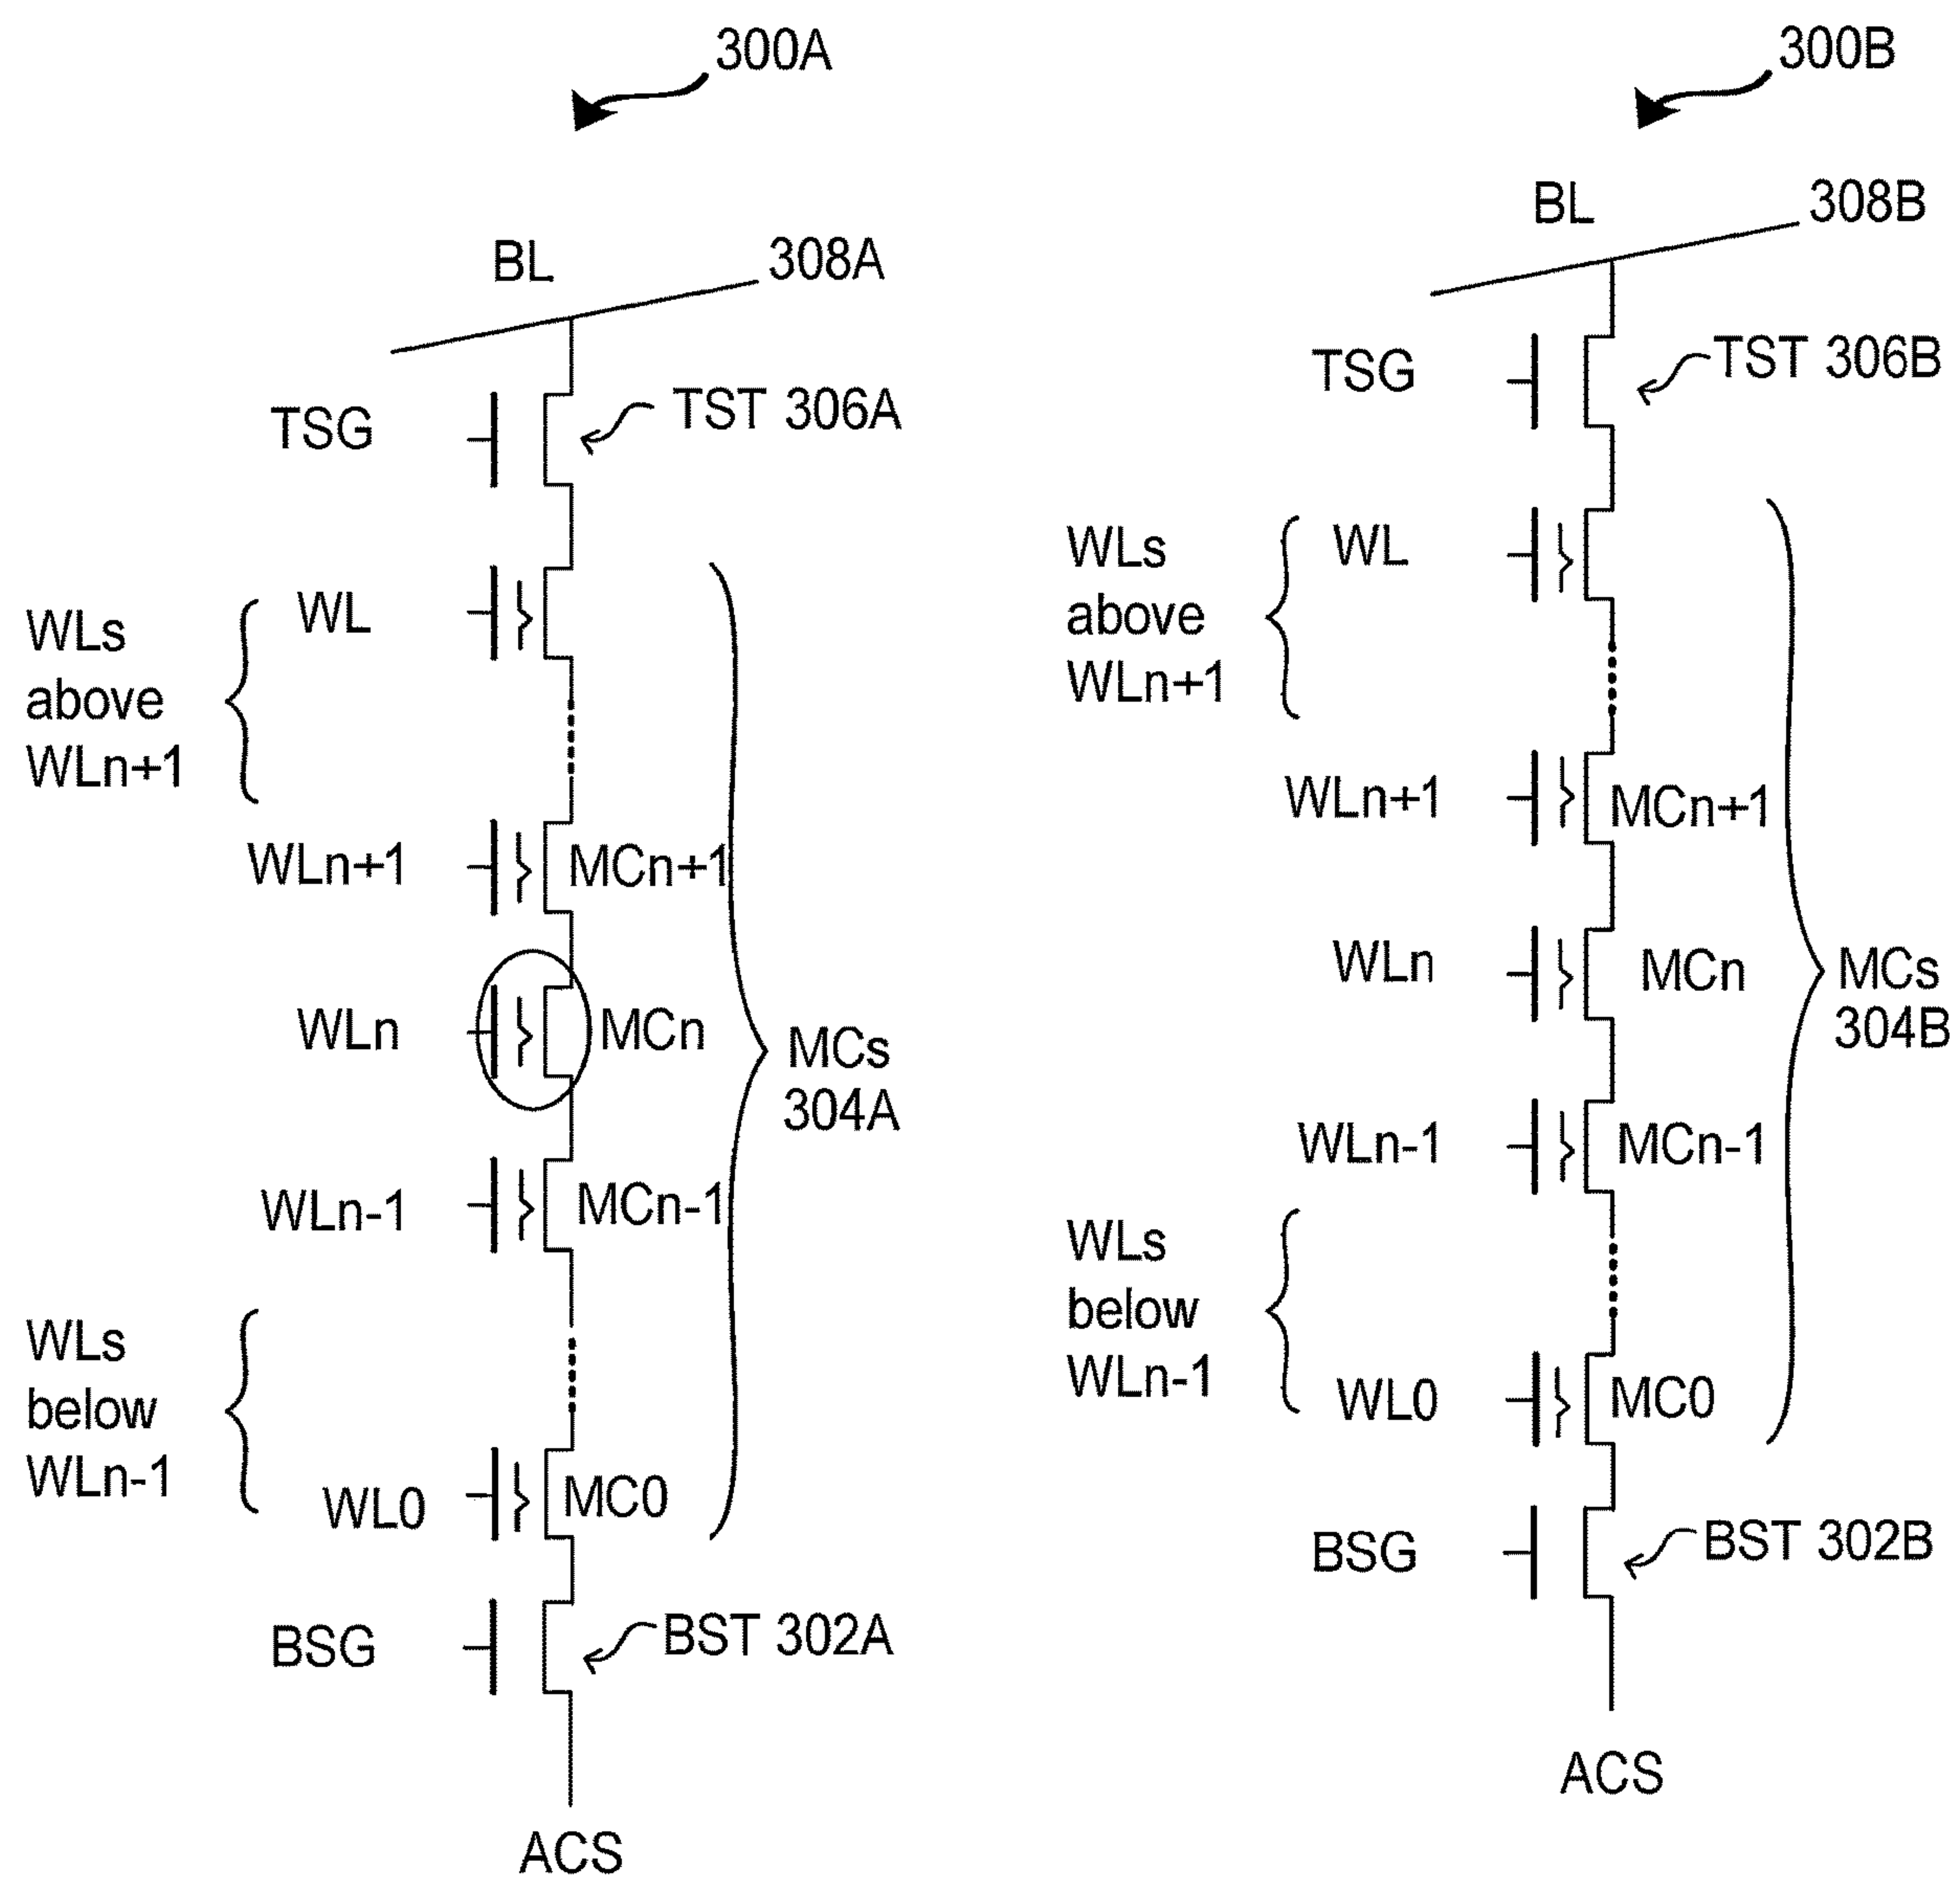 300A
BL
308A
TSG
TST 306A
WLs
above
WLn+1
WL
WLn+1
MCn+1
WLn
MCn
MCs
304A
WLn-1
MCn-1
WLs
below
WLn-1
WL0
MC0
BSG
BST 302A
ACS
300B
BL
308B
TSG
TST 306B
WLs
above
WLn+1
WL
WLn+1
MCn+1
WLn
MCn
MCs
304B
WLn-1
MCn-1
WLs
below
WLn-1
WL0
MC0
BSG
BST 302B
ACS